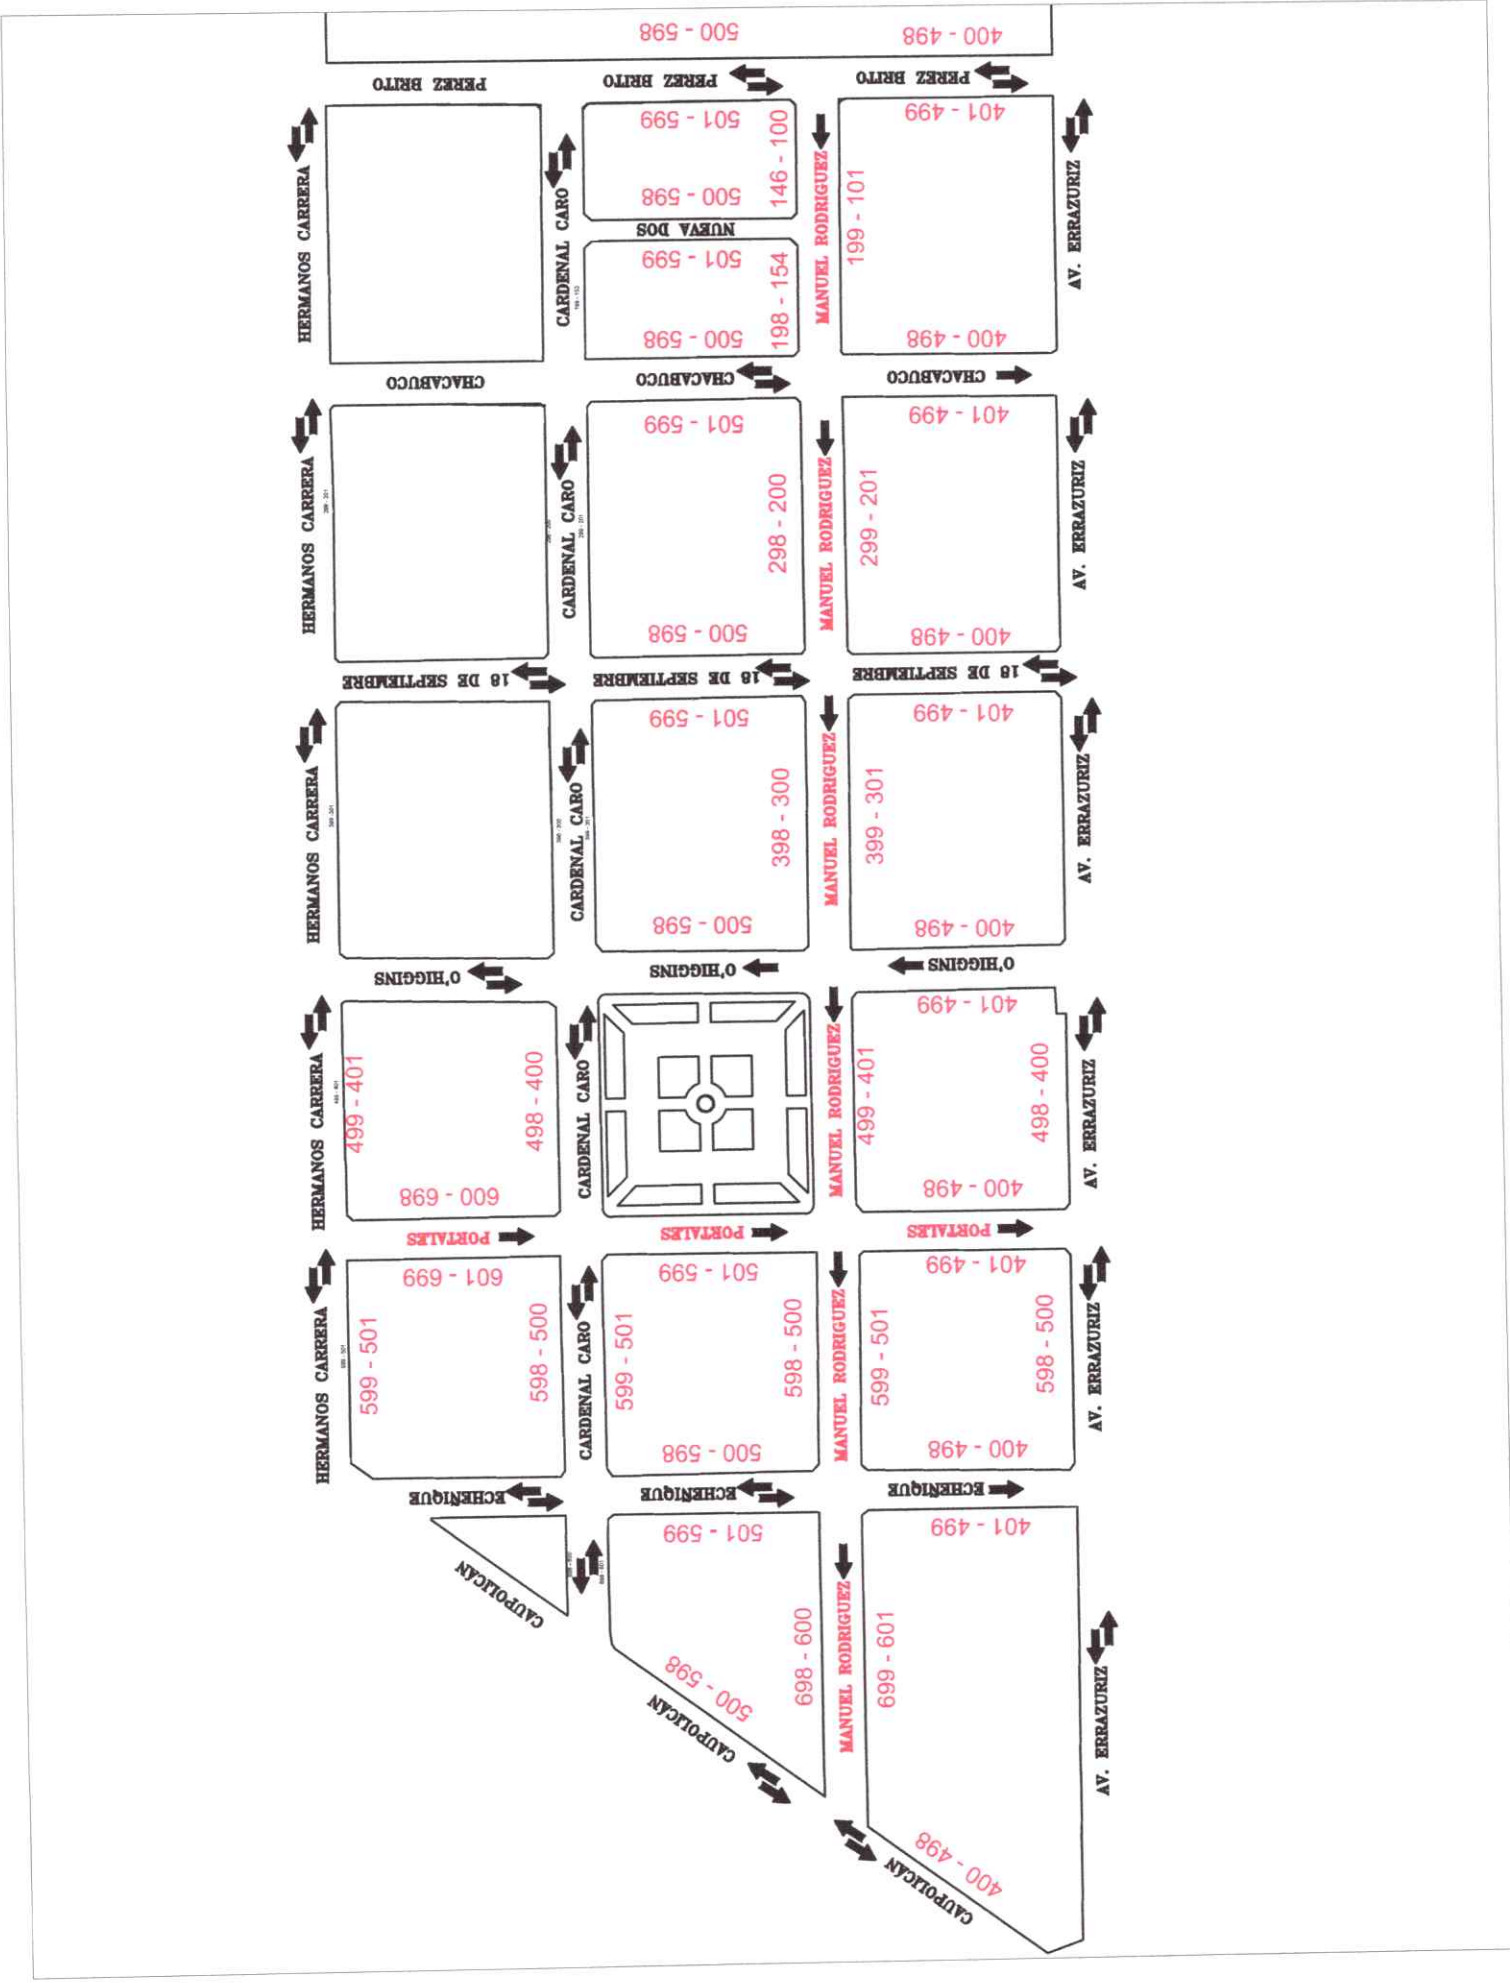 500 - 598
400 - 498
PEREZ BRITO
PEREZ BRITO
PEREZ BRITO
HERMANOS CARRERA
CARDENAL CARO
501 - 599
146 - 100
500 - 598
MANUEL RODRIGUEZ
401 - 499
199 - 101
AV. ERRAZURIZ
NUEVA DOS
501 - 599
198 - 154
500 - 598
400 - 498
CHACABUCO
CHACABUCO
CHACABUCO
HERMANOS CARRERA
CARDENAL CARO
501 - 599
298 - 200
500 - 598
MANUEL RODRIGUEZ
401 - 499
299 - 201
400 - 498
AV. ERRAZURIZ
18 DE SEPTIEMBRE
18 DE SEPTIEMBRE
18 DE SEPTIEMBRE
HERMANOS CARRERA
CARDENAL CARO
501 - 599
398 - 300
500 - 598
MANUEL RODRIGUEZ
401 - 499
399 - 301
400 - 498
AV. ERRAZURIZ
O'HIGGINS
O'HIGGINS
O'HIGGINS
HERMANOS CARRERA
499 - 401
498 - 400
600 - 698
CARDENAL CARO
MANUEL RODRIGUEZ
401 - 499
499 - 401
498 - 400
400 - 498
AV. ERRAZURIZ
PORTALES
PORTALES
PORTALES
HERMANOS CARRERA
601 - 699
599 - 501
598 - 500
CARDENAL CARO
501 - 599
599 - 501
598 - 500
500 - 598
MANUEL RODRIGUEZ
401 - 499
599 - 501
598 - 500
400 - 498
AV. ERRAZURIZ
ECHEÑIQUE
ECHEÑIQUE
ECHEÑIQUE
CAUPOLICÁN
501 - 599
698 - 600
500 - 598
CAUPOLICÁN
MANUEL RODRIGUEZ
401 - 499
699 - 601
400 - 498
CAUPOLICÁN
AV. ERRAZURIZ